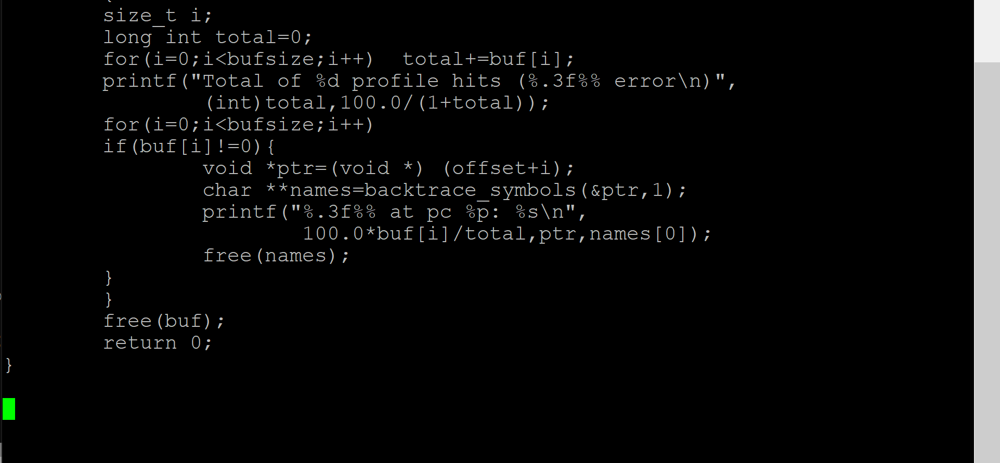 {
size_t i;
long int total=0;
for(i=0;i<bufsize;i++)  total+=buf[i];
printf("Total of %d profile hits (%.3f%% error\n)",
(int)total,100.0/(1+total));
for(i=0;i<bufsize;i++)
if(buf[i]!=0){
void *ptr=(void *) (offset+i);
char **names=backtrace_symbols(&ptr,1);
printf("%.3f%% at pc %p: %s\n",
100.0*buf[i]/total,ptr,names[0]);
free(names);
}
}
free(buf);
return 0;
}